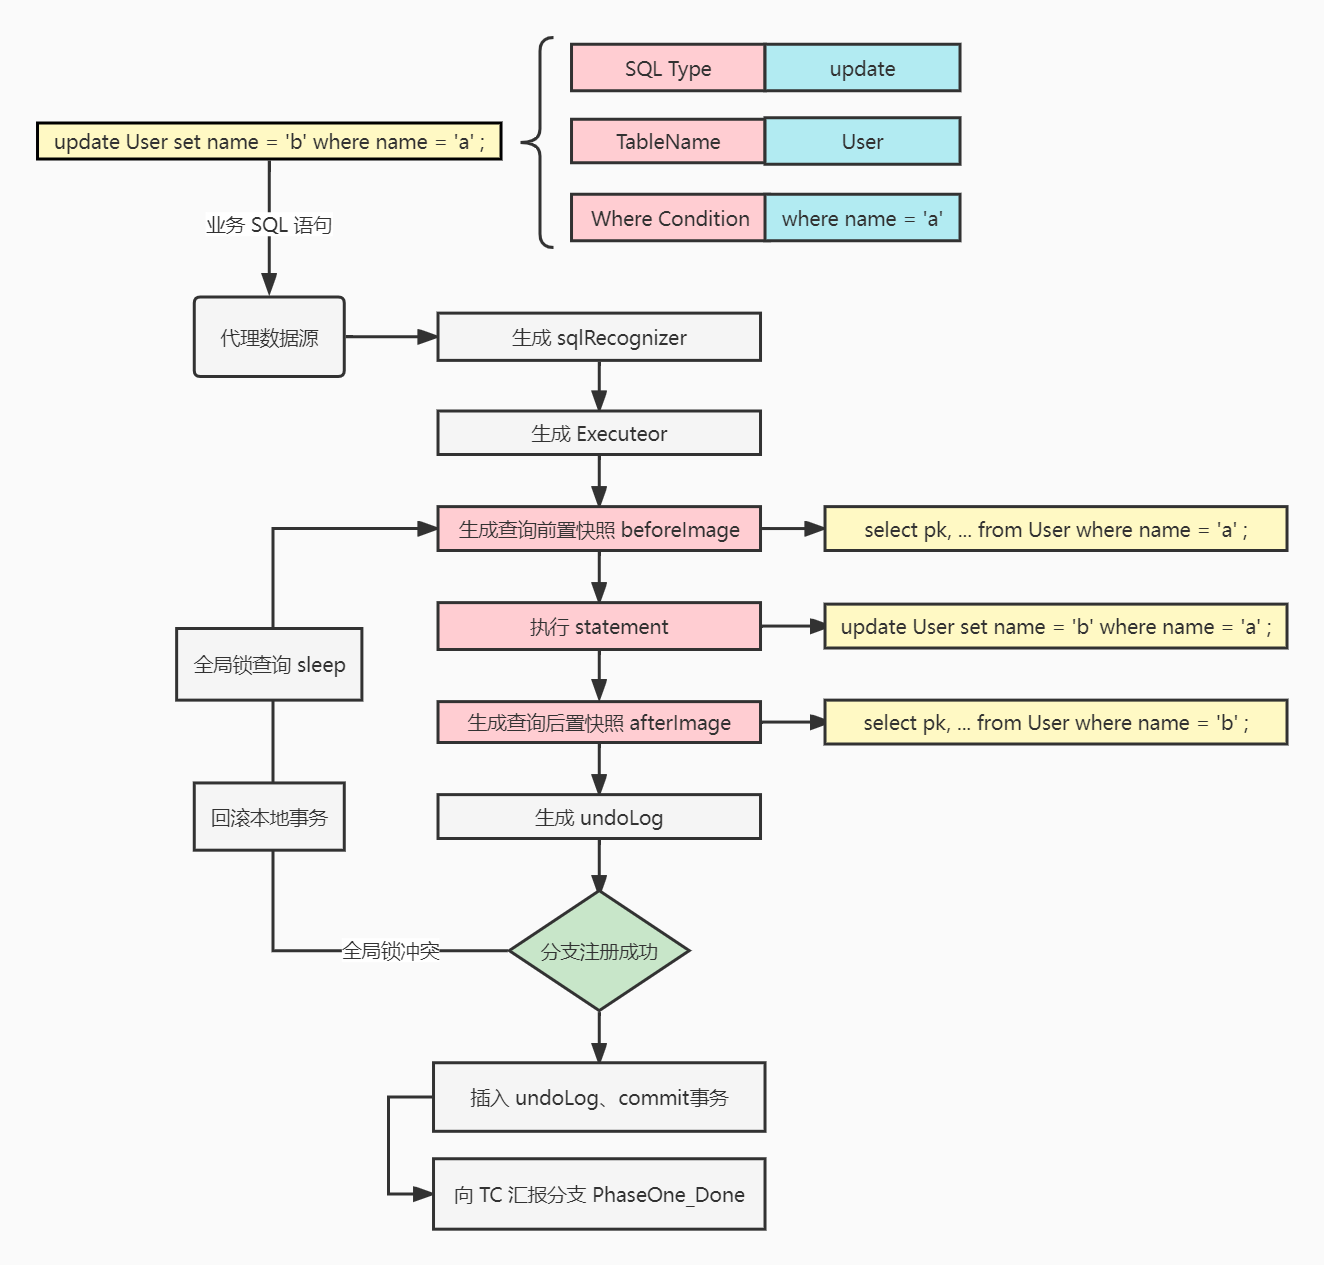 SQL Type
update
update User set name = 'b' where name = 'a' ;
TableName
User
Where Condition
where name = 'a'
业务 SQL 语句
代理数据源
生成 sqlRecognizer
生成 Executeor
生成查询前置快照 beforeImage
select pk, ... from User where name = 'a' ;
执行 statement
update User set name = 'b' where name = 'a' ;
全局锁查询 sleep
生成查询后置快照 afterImage
select pk, ... from User where name = 'b' ;
回滚本地事务
生成 undoLog
全局锁冲突
分支注册成功
插入 undoLog、commit事务
向 TC 汇报分支 PhaseOne_Done